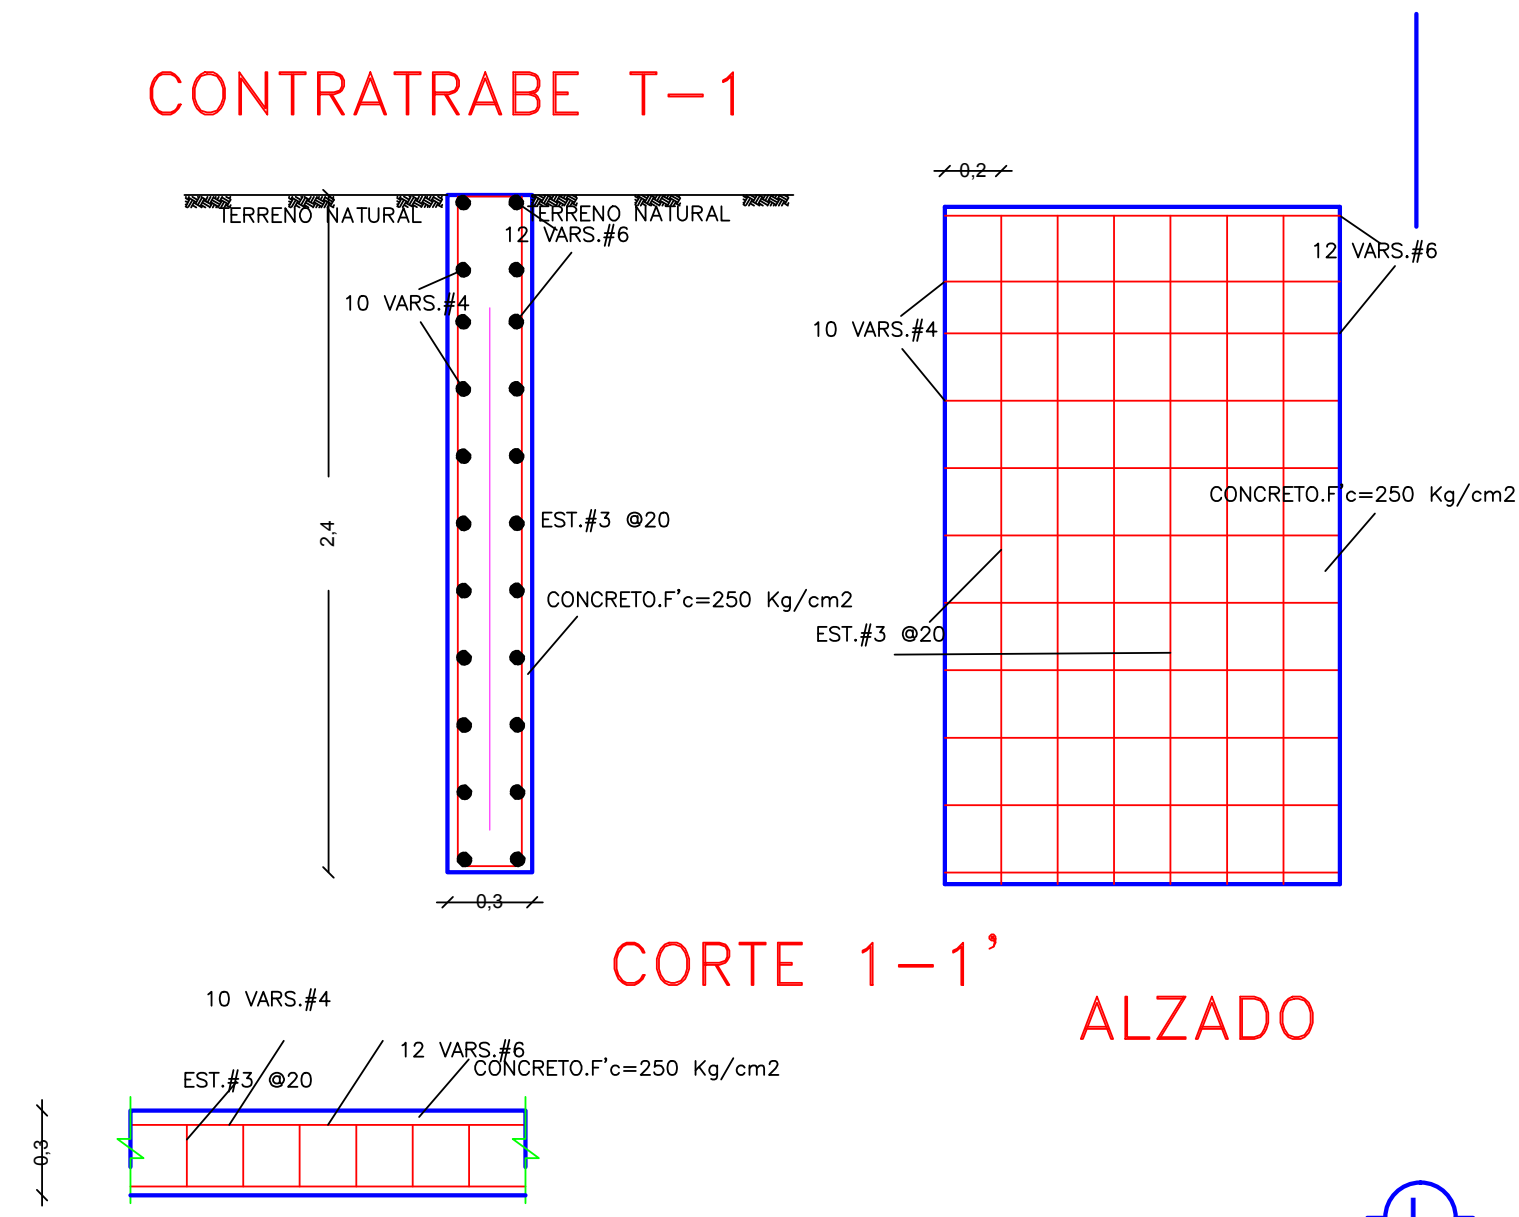 CONTRATRABE T-1
0,2
TERRENO NATURAL
TERRENO NATURAL
12 VARS.#6
12 VARS.#6
10 VARS.#4
10 VARS.#4
CONCRETO.F'c=250 Kg/cm2
2,4
EST.#3 @20
CONCRETO.F'c=250 Kg/cm2
EST.#3 @20
0,3
CORTE 1-1'
ALZADO
10 VARS.#4
12 VARS.#6
CONCRETO.F'c=250 Kg/cm2
EST.#3 @20
0,3